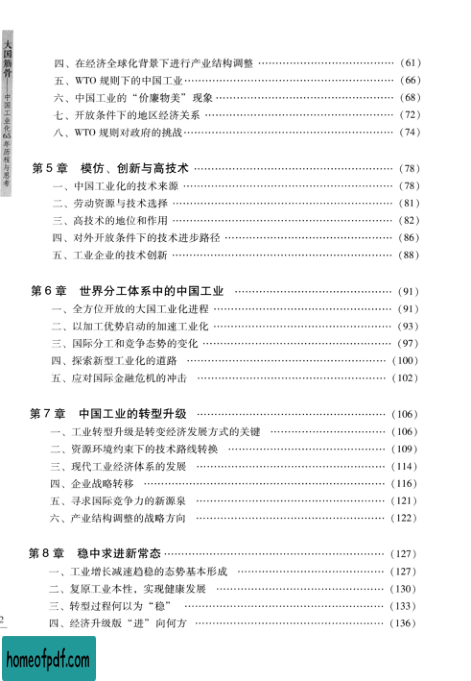 大国筋骨——中国工业化65年历程与思考
四、在经济全球化背景下进行产业结构调整 ……………………… (61)
五、WTO 规则下的中国工业 ……………………… (66)
六、中国工业的“价廉物美”现象 ……………………… (68)
七、开放条件下的地区经济关系 ……………………… (72)
八、WTO 规则对政府的挑战 ……………………… (74)
第 5 章 模仿、创新与高技术 ……………………… (78)
一、中国工业化的技术来源 ……………………… (78)
二、劳动资源与技术选择 ……………………… (81)
三、高技术的地位和作用 ……………………… (82)
四、对外开放条件下的技术进步路径 ……………………… (86)
五、工业企业的技术创新 ……………………… (88)
第 6 章 世界分工体系中的中国工业 ……………………… (91)
一、全方位开放的大国工业化进程 ……………………… (91)
二、以加工优势启动的加速工业化 ……………………… (93)
三、国际分工和竞争态势的变化 ……………………… (97)
四、探索新型工业化的道路 ……………………… (100)
五、应对国际金融危机的冲击 ……………………… (102)
第 7 章 中国工业的转型升级 ……………………… (106)
一、工业转型升级是转变经济发展方式的关键 ……………………… (106)
二、资源环境约束下的技术路线转换 ……………………… (109)
三、现代工业经济体系的发展 ……………………… (114)
四、企业战略转移 ……………………… (116)
五、寻求国际竞争力的新源泉 ……………………… (121)
六、产业结构调整的战略方向 ……………………… (122)
第 8 章 稳中求进新常态 ……………………… (127)
一、工业增长减速趋稳的态势基本形成 ……………………… (127)
二、复原工业本性，实现健康发展 ……………………… (130)
三、转型过程何以为“稳” ……………………… (133)
四、经济升级版“进”向何方 ……………………… (136)
2
homeofpdf.com